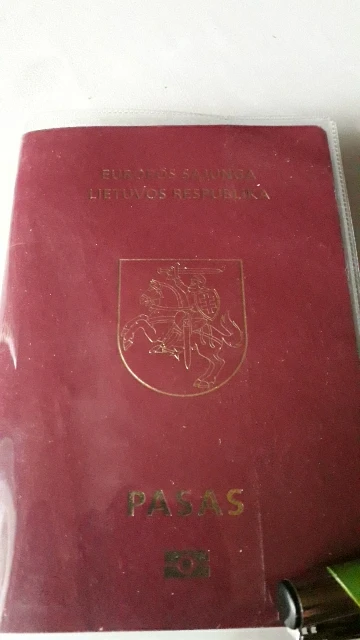 EUROPOS SĄJUNGA
LIETUVOS RESPUBLIKA
PASAS